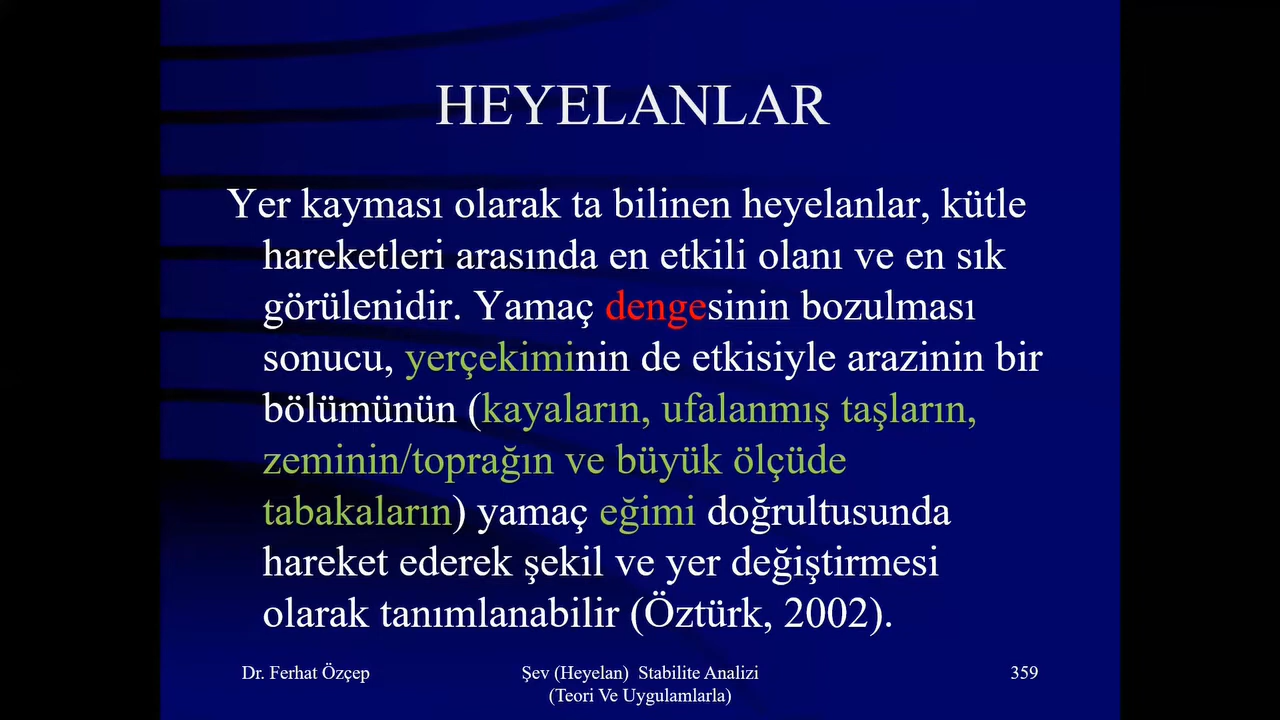 HEYELANLAR
Yer kayması olarak ta bilinen heyelanlar, kütle
hareketleri arasında en etkili olanı ve en sık
görülenidir. Yamaç dengesinin bozulması
sonucu, yerçekiminin de etkisiyle arazinin bir
bölümünün (kayaların, ufalanmış taşların,
zeminin/toprağın ve büyük ölçüde
tabakaların) yamaç eğimi doğrultusunda
hareket ederek şekil ve yer değiştirmesi
olarak tanımlanabilir (Öztürk, 2002).
Dr. Ferhat Özçep
Şev (Heyelan) Stabilite Analizi
(Teori Ve Uygulamlarla)
359